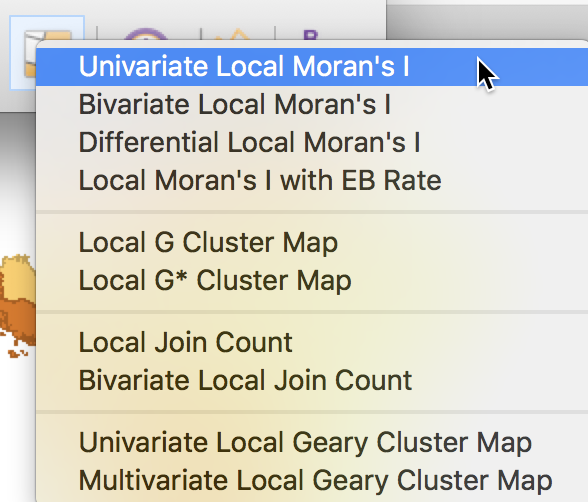 B
Univariate Local Moran's I
Bivariate Local Moran's I
Differential Local Moran's I
Local Moran's I with EB Rate
Local G Cluster Map
Local G* Cluster Map
Local Join Count
Bivariate Local Join Count
Univariate Local Geary Cluster Map
Multivariate Local Geary Cluster Map